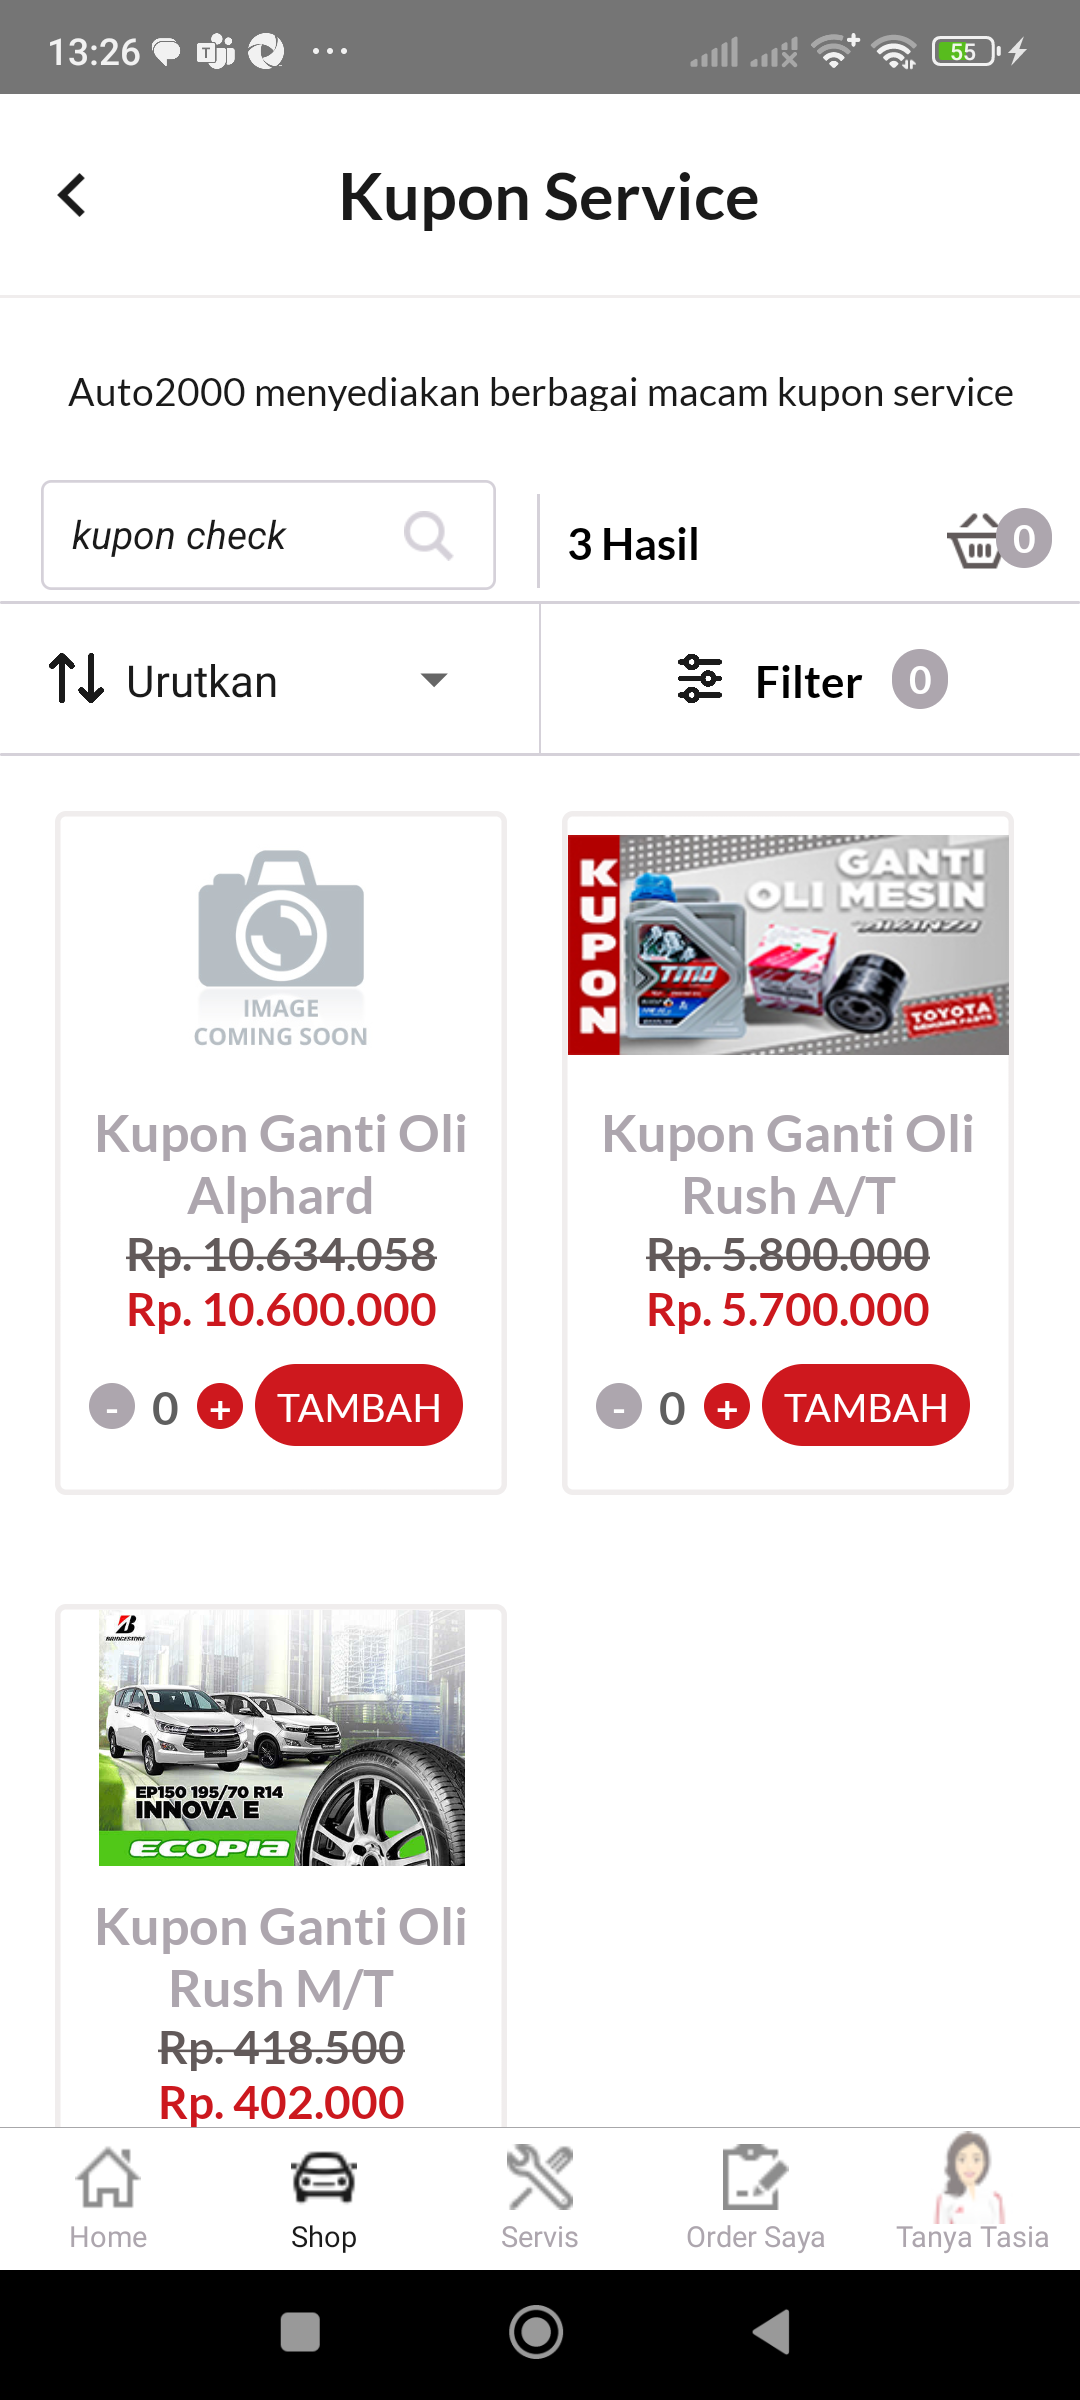 13:26
55
Kupon Service
Auto2000 menyediakan berbagai macam kupon service
kupon check
3 Hasil
0
Urutkan
Filter
0
IMAGE
COMING SOON
Kupon Ganti Oli
Alphard
Rp. 10.634.058
Rp. 10.600.000
- 0 + TAMBAH
KUPON
GANTI
OLI MESIN
AVANZA
TMO
TOYOTA
GENUINE PARTS
Kupon Ganti Oli
Rush A/T
Rp. 5.800.000
Rp. 5.700.000
- 0 + TAMBAH
BRIDGESTONE
EP150 195/70 R14
INNOVA E
ECOPIA
Kupon Ganti Oli
Rush M/T
Rp. 418.500
Rp. 402.000
Home
Shop
Servis
Order Saya
Tanya Tasia